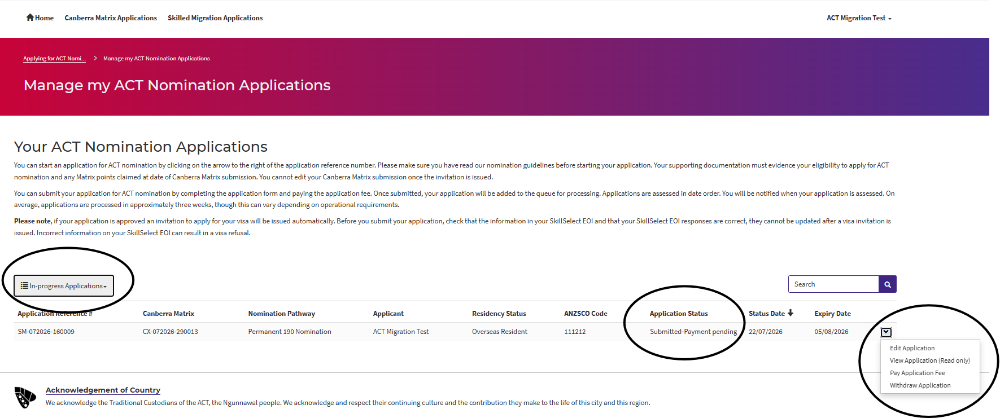 Home Canberra Matrix Applications Skilled Migration Applications ACT Migration Test
Applying for ACT Nomi... > Manage my ACT Nomination Applications
Manage my ACT Nomination Applications
Your ACT Nomination Applications
You can start an application for ACT nomination by clicking on the arrow to the right of the application reference number. Please make sure you have read our nomination guidelines before starting your application. Your supporting documentation must evidence your eligibility to apply for ACT
nomination and any Matrix points claimed at date of Canberra Matrix submission. You cannot edit your Canberra Matrix submission once the invitation is issued.
You can submit your application for ACT nomination by completing the application form and paying the application fee. Once submitted, your application will be added to the queue for processing. Applications are assessed in date order. You will be notified when your application is assessed. On
average, applications are processed in approximately three weeks, though this can vary depending on operational requirements.
Please note, if your application is approved an invitation to apply for your visa will be issued automatically. Before you submit your application, check that the information in your SkillSelect EOI and that your SkillSelect EOI responses are correct, they cannot be updated after a visa invitation is
issued. Incorrect information on your SkillSelect EOI can result in a visa refusal.
In-progress Applications
Search
Application Reference # Canberra Matrix Nomination Pathway Applicant Residency Status ANZSCO Code Application Status Status Date Expiry Date
SM-072026-160009 CX-072026-290013 Permanent 190 Nomination ACT Migration Test Overseas Resident 111212 Submitted-Payment pending 22/07/2026 05/08/2026
Edit Application
View Application (Read only)
Pay Application Fee
Withdraw Application
Acknowledgement of Country
We acknowledge the Traditional Custodians of the ACT, the Ngunnawal people. We acknowledge and respect their continuing culture and the contribution they make to the life of this city and this region.